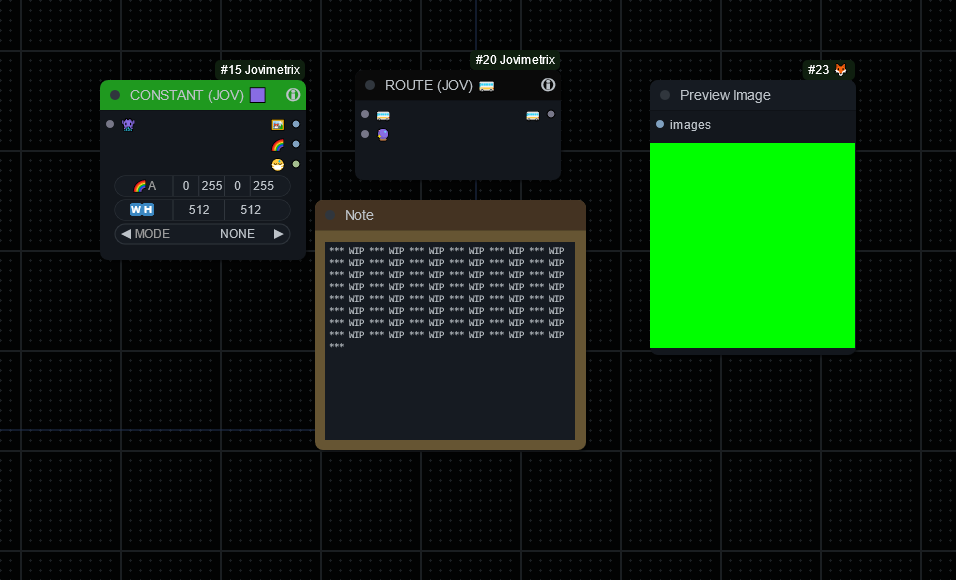 #15 Jovimetrix
CONSTANT (JOV)
A 0 255 0 255
WH 512 512
MODE NONE
#20 Jovimetrix
ROUTE (JOV)
Note
*** WIP *** WIP *** WIP *** WIP *** WIP *** WIP
*** WIP *** WIP *** WIP *** WIP *** WIP *** WIP
*** WIP *** WIP *** WIP *** WIP *** WIP *** WIP
*** WIP *** WIP *** WIP *** WIP *** WIP *** WIP
*** WIP *** WIP *** WIP *** WIP *** WIP *** WIP
*** WIP *** WIP *** WIP *** WIP *** WIP *** WIP
*** WIP *** WIP *** WIP *** WIP *** WIP *** WIP
*** WIP *** WIP *** WIP *** WIP *** WIP *** WIP
***
#23
Preview Image
images